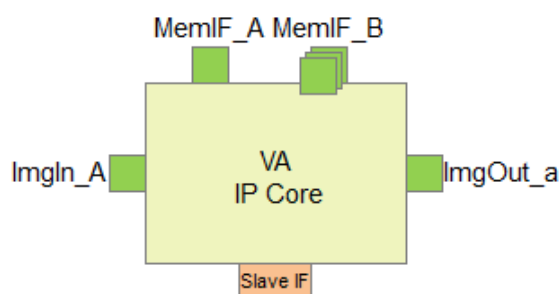 MemIF_A MemIF_B
ImgIn_A
VA
IP Core
ImgOut_a
Slave IF